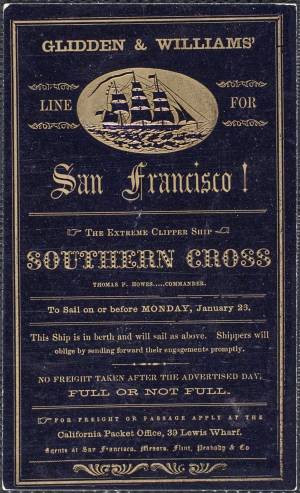 GLIDDEN & WILLIAMS'
LINE FOR
San Francisco!
THE EXTREME CLIPPER SHIP
SOUTHERN CROSS
THOMAS P. HOWES.....COMMANDER.
To Sail on or before MONDAY, January 23.
This Ship is in berth and will sail as above. Shippers will
oblige by sending forward their engagements promptly.
NO FREIGHT TAKEN AFTER THE ADVERTISED DAY;
FULL OR NOT FULL.
FOR FREIGHT OR PASSAGE APPLY AT THE
California Packet Office, 39 Lewis Wharf.
Agents at San Francisco, Messrs. Flint, Peabody & Co